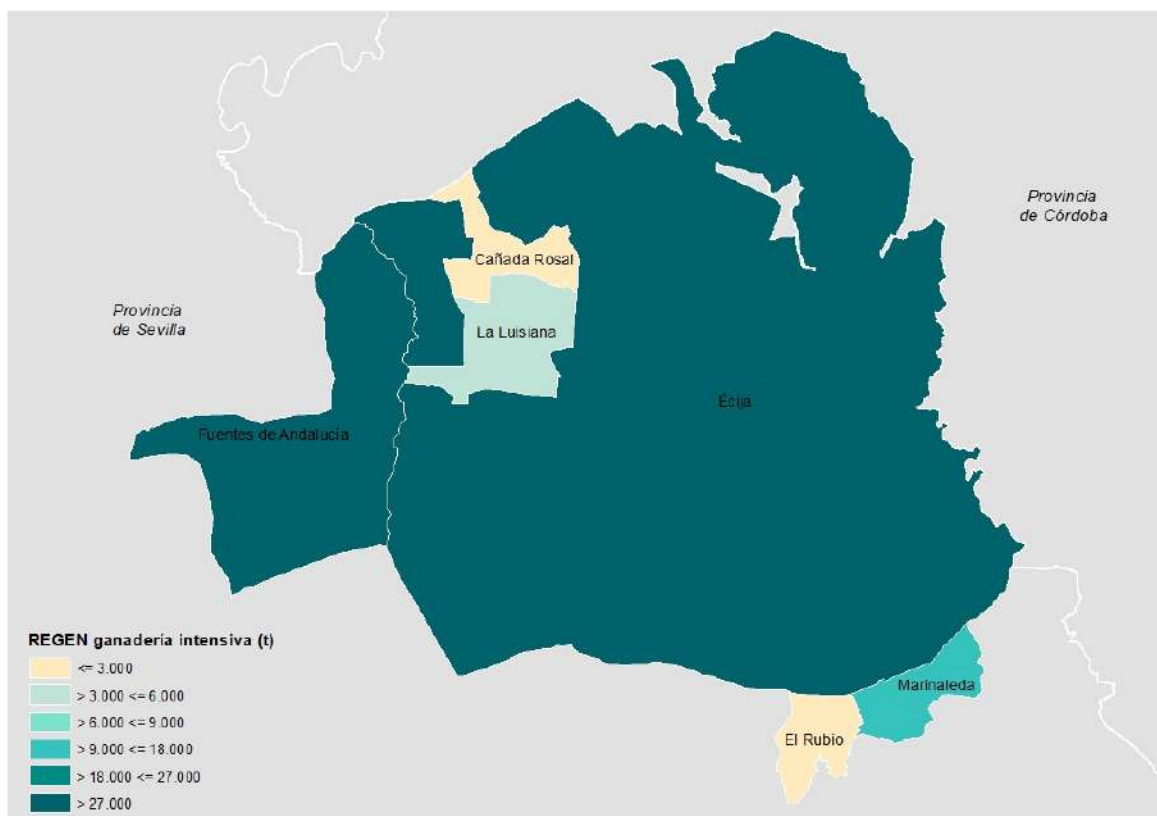 Provincia
de Córdoba
Cañada Rosal
Provincia
de Sevilla
La Luisiana
Écija
Fuentes de Andalucía
REGEN ganadería intensiva (t)
<= 3.000
> 3.000 <= 6.000
> 6.000 <= 9.000
> 9.000 <= 18.000
> 18.000 <= 27.000
> 27.000
Marinaleda
El Rubio